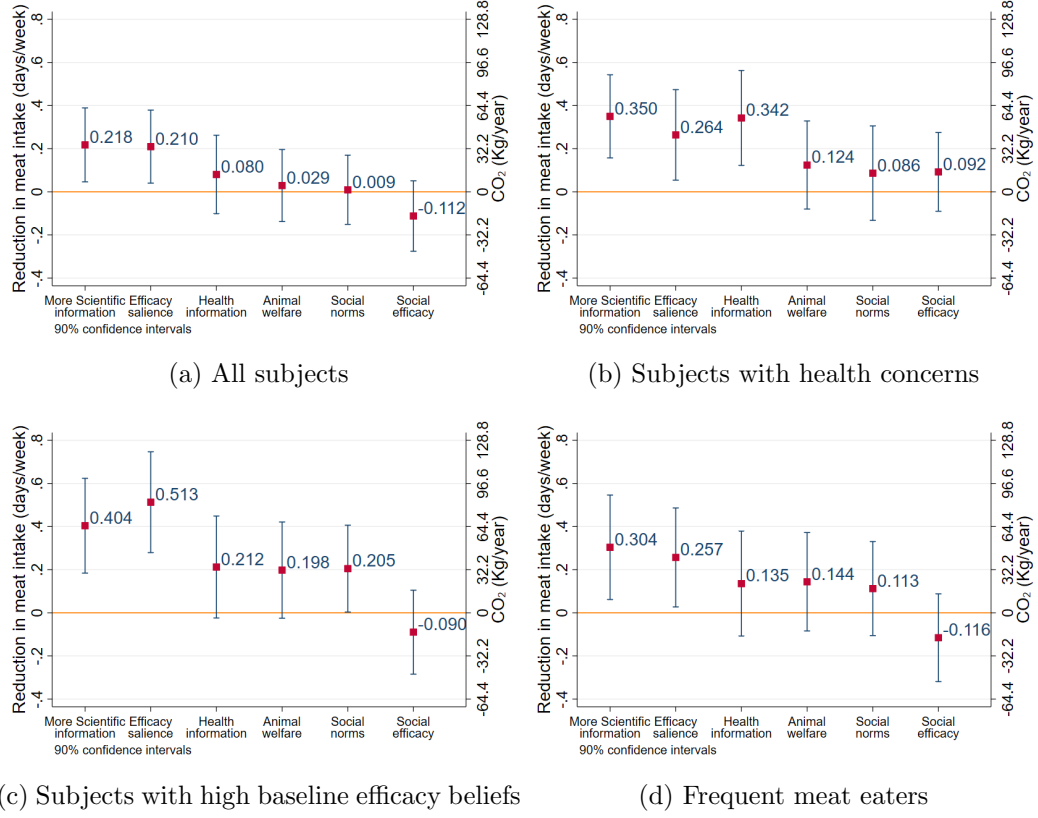 Reduction in meat intake (days/week)
.8
.6
.4
.2
0
-.2
-.4
0.218
0.210
0.080
0.029
0.009
-0.112
128.8
96.6
64.4
32.2
0
-32.2
-64.4
CO₂ (Kg/year)
More Scientific information
Efficacy salience
Health information
Animal welfare
Social norms
Social efficacy
90% confidence intervals
(a) All subjects
Reduction in meat intake (days/week)
.8
.6
.4
.2
0
-.2
-.4
0.350
0.264
0.342
0.124
0.086
0.092
128.8
96.6
64.4
32.2
0
-32.2
-64.4
CO₂ (Kg/year)
More Scientific information
Efficacy salience
Health information
Animal welfare
Social norms
Social efficacy
90% confidence intervals
(b) Subjects with health concerns
Reduction in meat intake (days/week)
.8
.6
.4
.2
0
-.2
-.4
0.404
0.513
0.212
0.198
0.205
-0.090
128.8
96.6
64.4
32.2
0
-32.2
-64.4
CO₂ (Kg/year)
More Scientific information
Efficacy salience
Health information
Animal welfare
Social norms
Social efficacy
90% confidence intervals
(c) Subjects with high baseline efficacy beliefs
Reduction in meat intake (days/week)
.8
.6
.4
.2
0
-.2
-.4
0.304
0.257
0.135
0.144
0.113
-0.116
128.8
96.6
64.4
32.2
0
-32.2
-64.4
CO₂ (Kg/year)
More Scientific information
Efficacy salience
Health information
Animal welfare
Social norms
Social efficacy
90% confidence intervals
(d) Frequent meat eaters